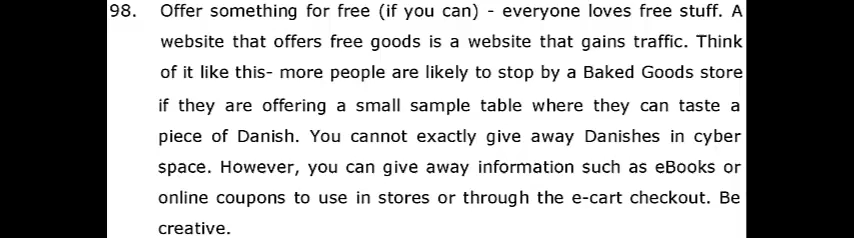 98. Offer something for free (if you can) - everyone loves free stuff. A
website that offers free goods is a website that gains traffic. Think
of it like this- more people are likely to stop by a Baked Goods store
if they are offering a small sample table where they can taste a
piece of Danish. You cannot exactly give away Danishes in cyber
space. However, you can give away information such as eBooks or
online coupons to use in stores or through the e-cart checkout. Be
creative.